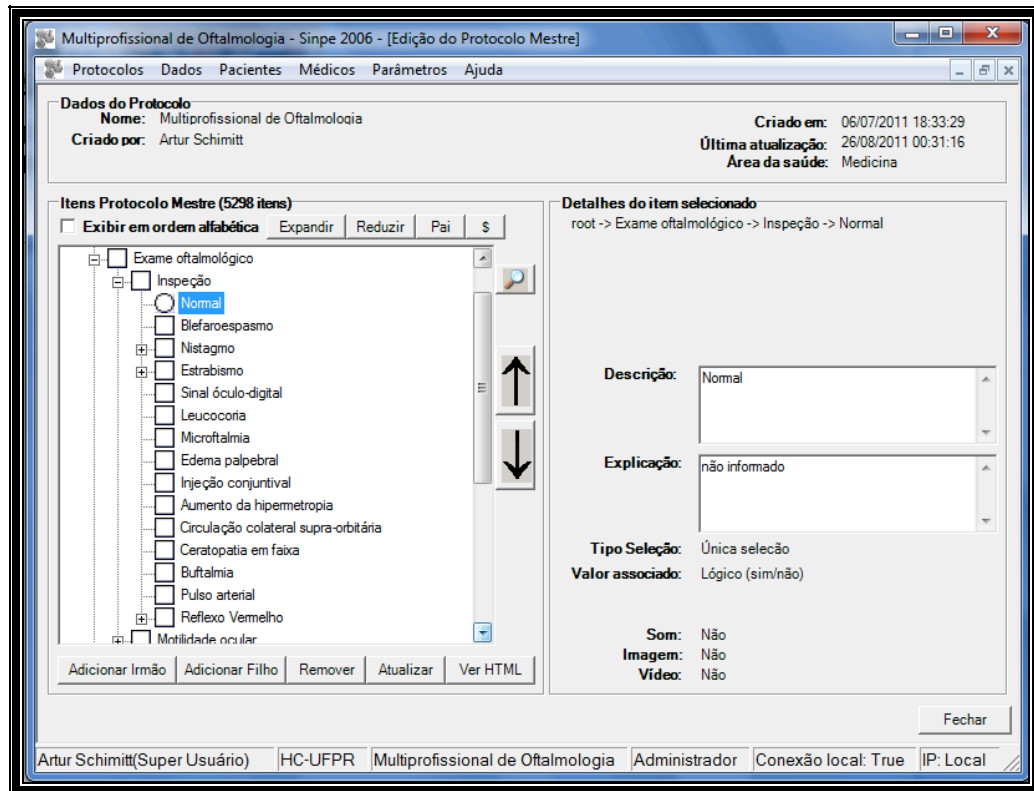 Multiprofissional de Oftalmologia - Sinpe 2006 - [Edição do Protocolo Mestre]
Protocolos Dados Pacientes Médicos Parâmetros Ajuda
Dados do Protocolo
Nome: Multiprofissional de Oftalmologia
Criado por: Artur Schimitt
Criado em: 06/07/2011 18:33:29
Última atualização: 26/08/2011 00:31:16
Área da saúde: Medicina
Itens Protocolo Mestre (5298 itens)
Exibir em ordem alfabética Expandir Reduzir Pai $
Exame oftalmológico
Inspeção
Normal
Blefaroespasmo
Nistagmo
Estrabismo
Sinal óculo-digital
Leucocoria
Microftalmia
Edema palpebral
Injeção conjuntival
Aumento da hipermetropia
Circulação colateral supra-orbitária
Ceratopatia em faixa
Buftalmia
Pulso arterial
Reflexo Vermelho
Motilidade ocular
Adicionar Irmão Adicionar Filho Remover Atualizar Ver HTML
Detalhes do item selecionado
root -> Exame oftalmológico -> Inspeção -> Normal
Descrição: Normal
Explicação: não informado
Tipo Seleção: Única selecão
Valor associado: Lógico (sim/não)
Som: Não
Imagem: Não
Vídeo: Não
Fechar
Artur Schimitt(Super Usuário) HC-UFPR Multiprofissional de Oftalmologia Administrador Conexão local: True IP: Local